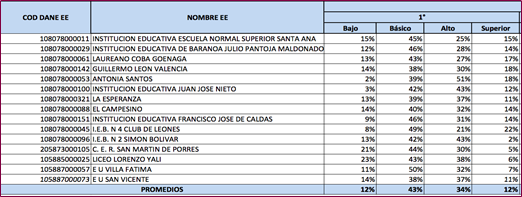 COD DANE EE NOMBRE EE 1°
Bajo Básico Alto Superior
108078000011 INSTITUCION EDUCATIVA ESCUELA NORMAL SUPERIOR SANTA ANA 15% 45% 25% 15%
108078000029 INSTITUCION EDUCATIVA DE BARANOA JULIO PANTOJA MALDONADO 12% 46% 28% 14%
108078000061 LAUREANO COBA GOENAGA 13% 43% 27% 17%
108078000142 GUILLERMO LEON VALENCIA 14% 38% 30% 18%
108078000053 ANTONIA SANTOS 2% 39% 51% 18%
108078000100 INSTITUCION EDUCATIVA JUAN JOSE NIETO 3% 42% 43% 12%
108078000321 LA ESPERANZA 13% 39% 37% 11%
108078000088 EL CAMPESINO 14% 40% 32% 14%
108078000151 INSTITUCION EDUCATIVA FRANCISCO JOSE DE CALDAS 9% 46% 31% 14%
108078000045 I.E.B. N 4 CLUB DE LEONES 8% 49% 21% 22%
108078000096 I.E.B. N 2 SIMON BOLIVAR 13% 42% 43% 2%
205873000105 C. E. R. SAN MARTIN DE PORRES 21% 44% 30% 5%
105885000025 LICEO LORENZO YALI 23% 43% 38% 6%
105887000057 E U VILLA FATIMA 11% 50% 32% 7%
105887000073 E U SAN VICENTE 14% 38% 37% 11%
PROMEDIOS 12% 43% 34% 12%